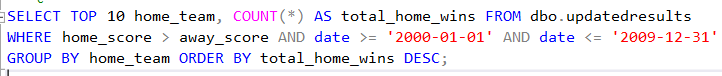 SELECT TOP 10 home_team, COUNT(*) AS total_home_wins FROM dbo.updatedresults
WHERE home_score > away_score AND date >= '2000-01-01' AND date <= '2009-12-31'
GROUP BY home_team ORDER BY total_home_wins DESC;